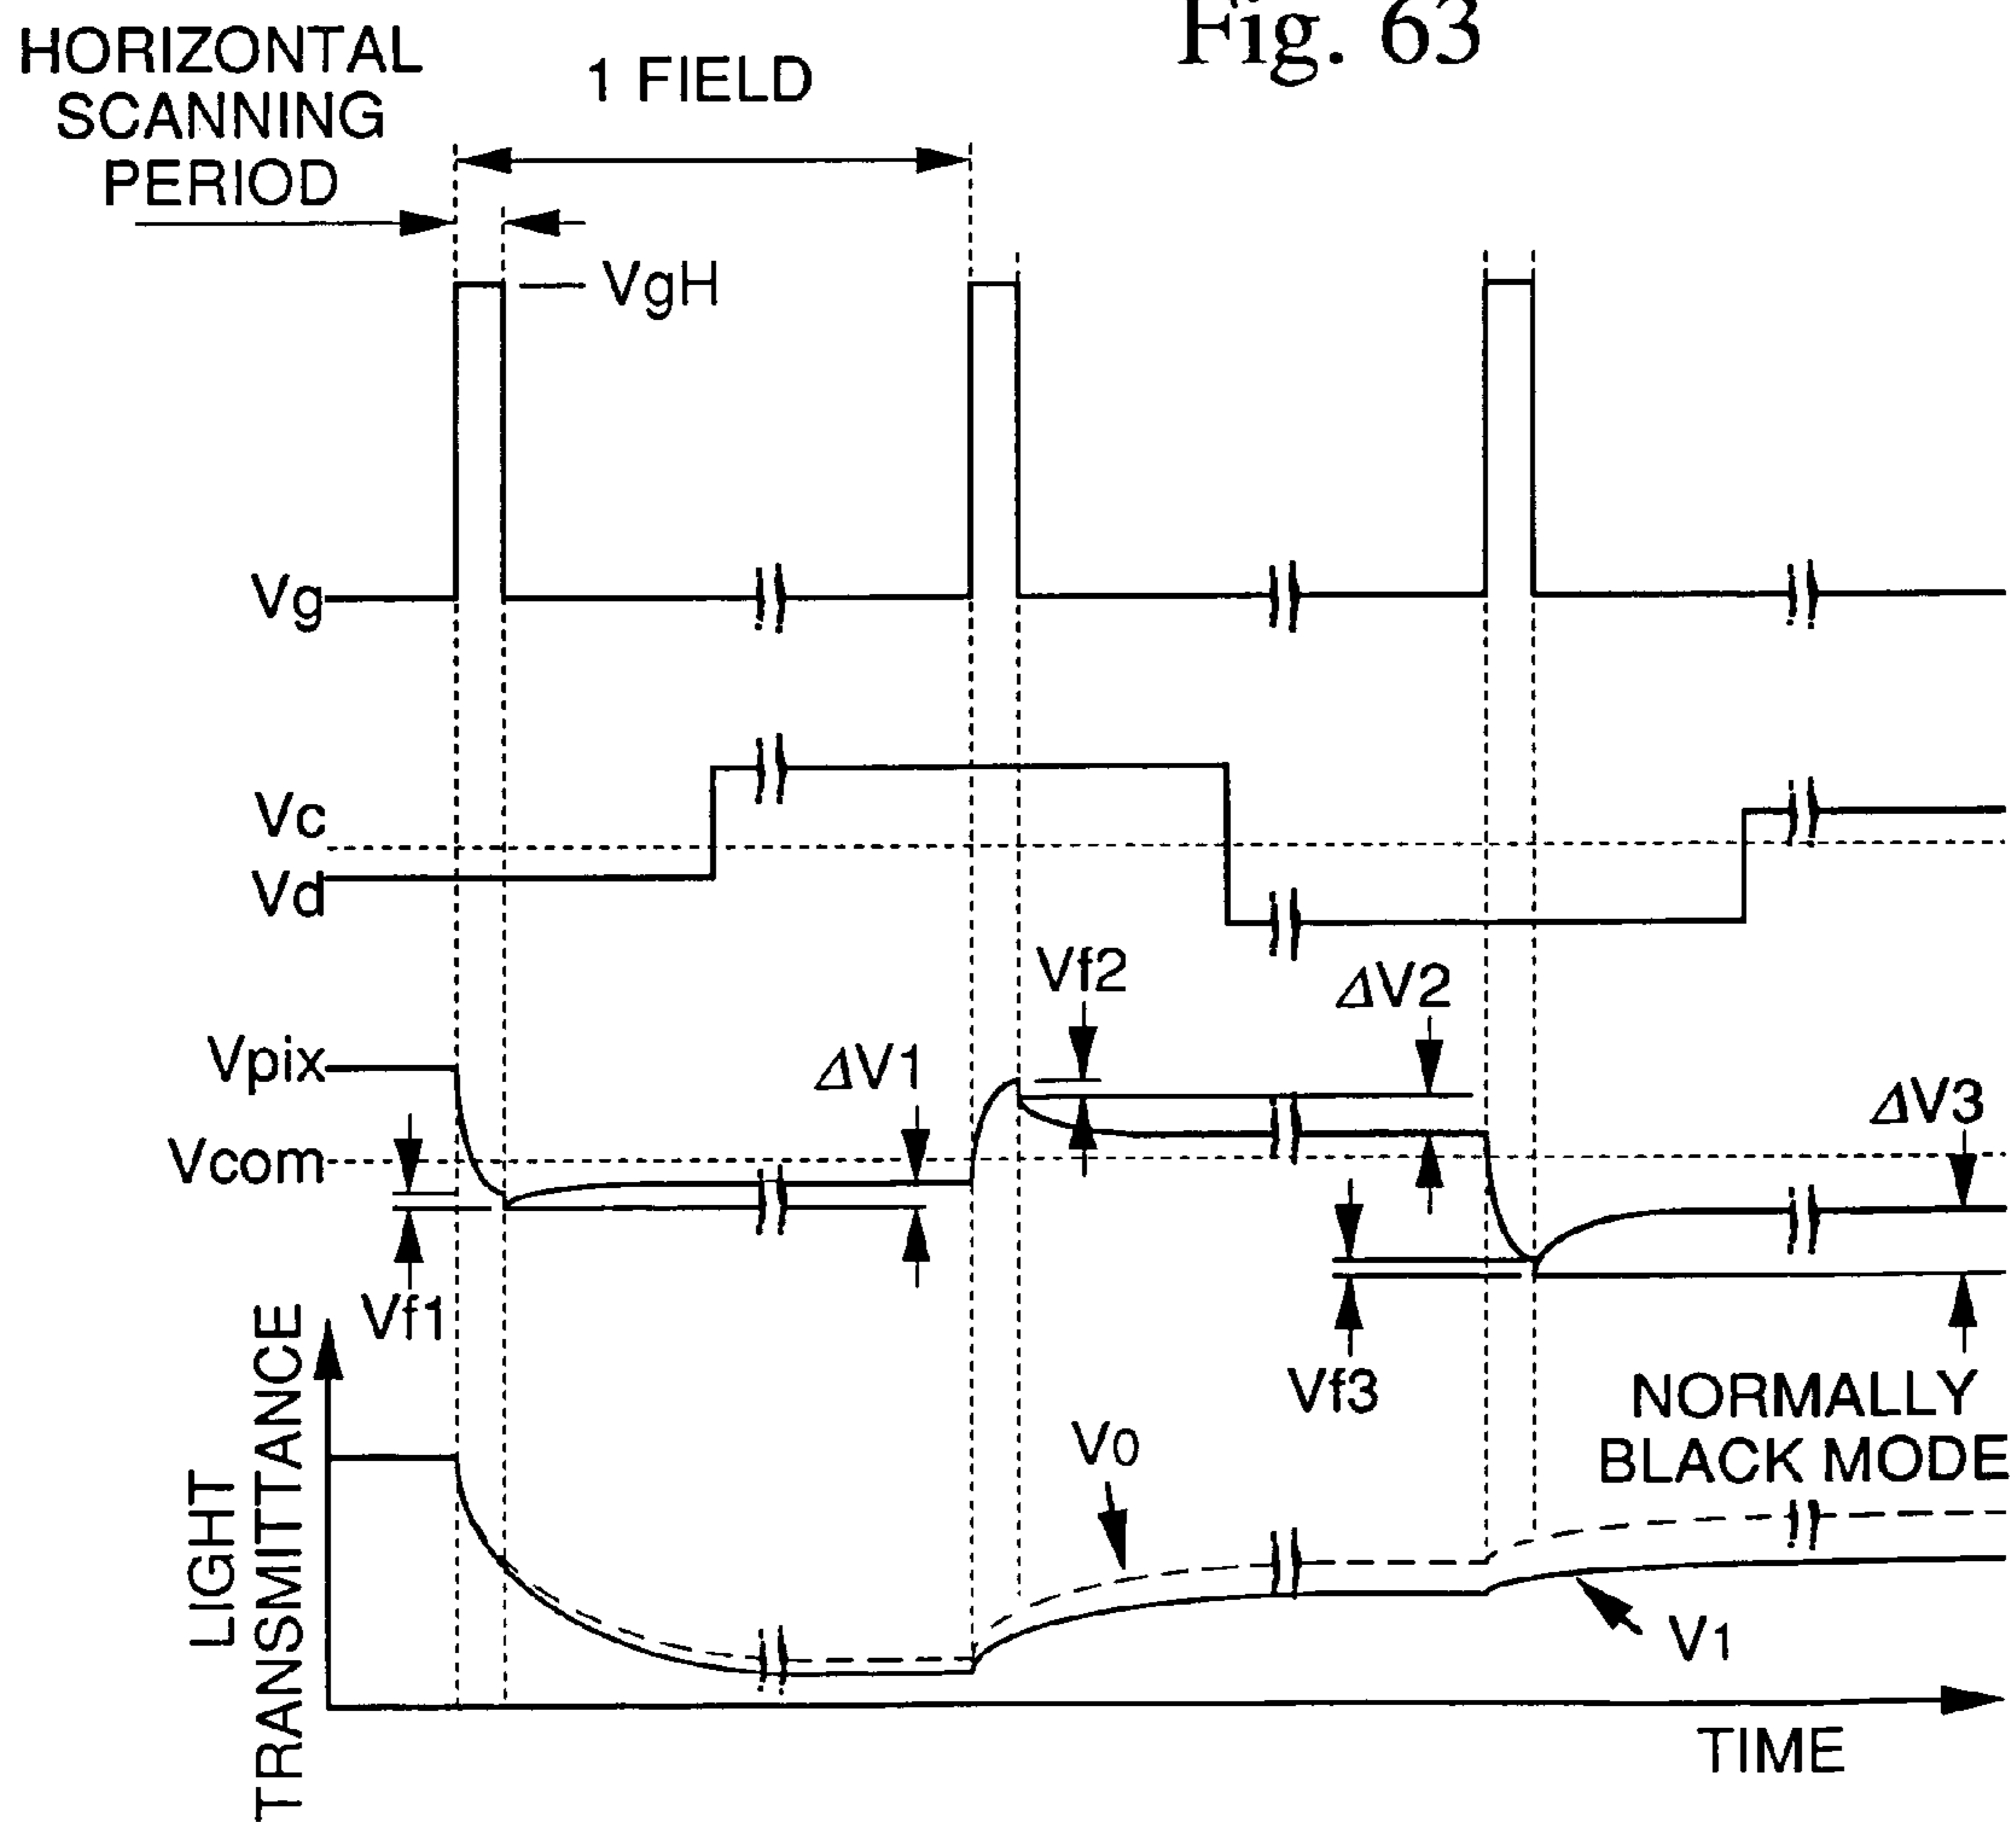 Fig. 63
HORIZONTAL
SCANNING
PERIOD
1 FIELD
VgH
Vg
Vc
Vd
Vf2
ΔV2
Vpix
ΔV1
ΔV3
Vcom
Vf1
Vf3
NORMALLY
BLACK MODE
V0
V1
LIGHT
TRANSMITTANCE
TIME